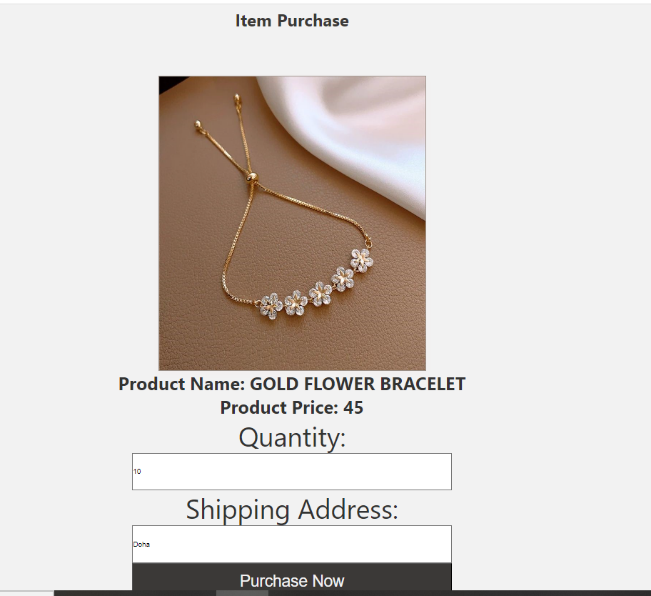 Item Purchase
Product Name: GOLD FLOWER BRACELET
Product Price: 45
Quantity:
10
Shipping Address:
Doha
Purchase Now